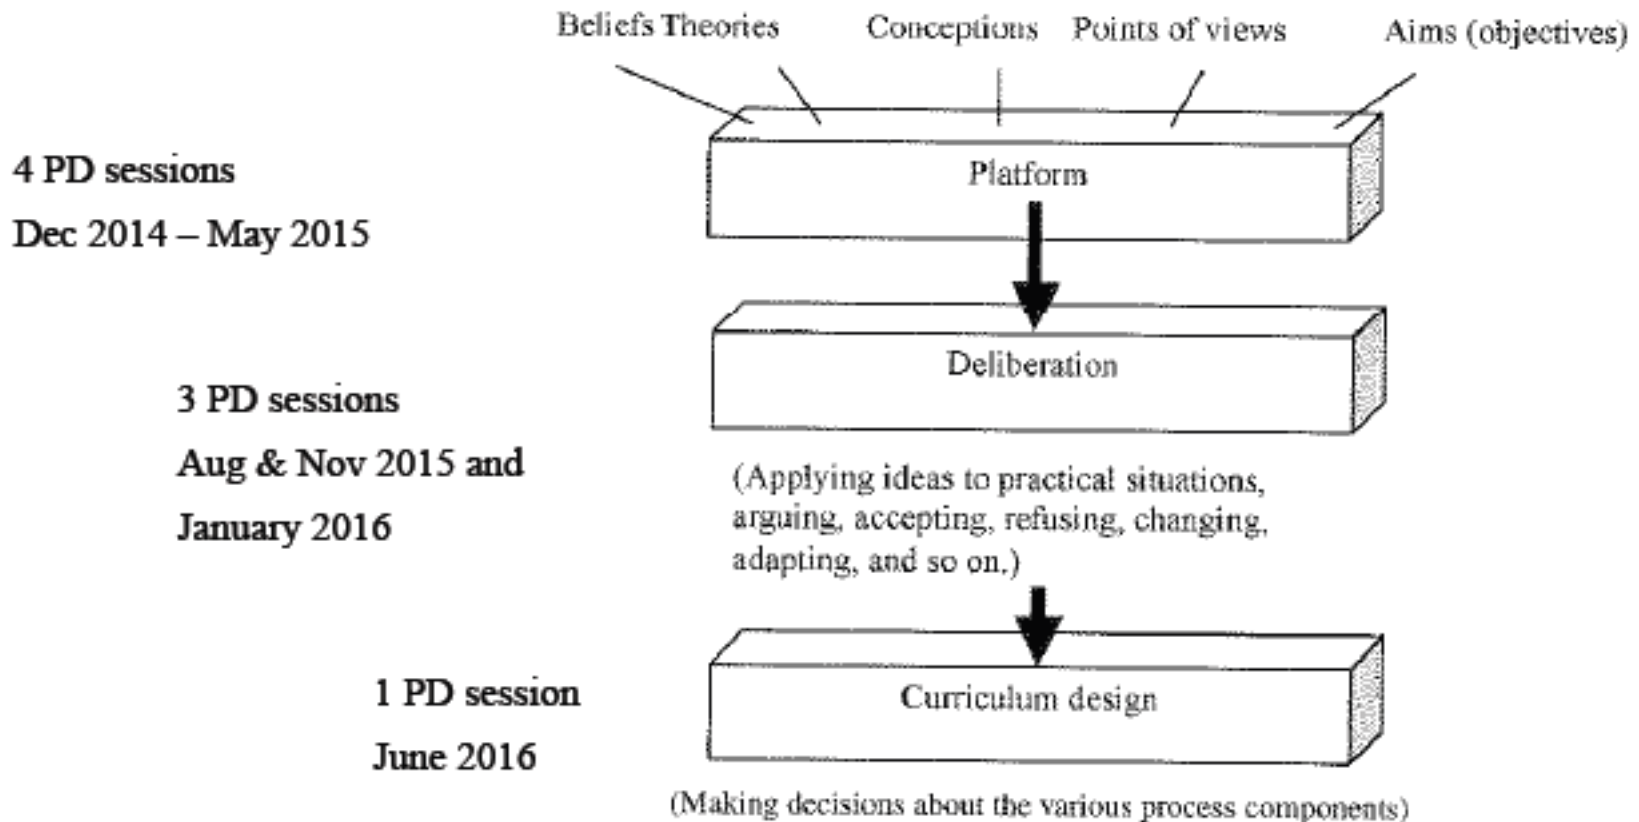 Beliefs Theories Conceptions Points of views Aims (objectives)
4 PD sessions
Dec 2014 – May 2015
Platform
Deliberation
3 PD sessions
Aug & Nov 2015 and
January 2016
(Applying ideas to practical situations,
arguing, accepting, refusing, changing,
adapting, and so on.)
1 PD session
June 2016
Curriculum design
(Making decisions about the various process components)